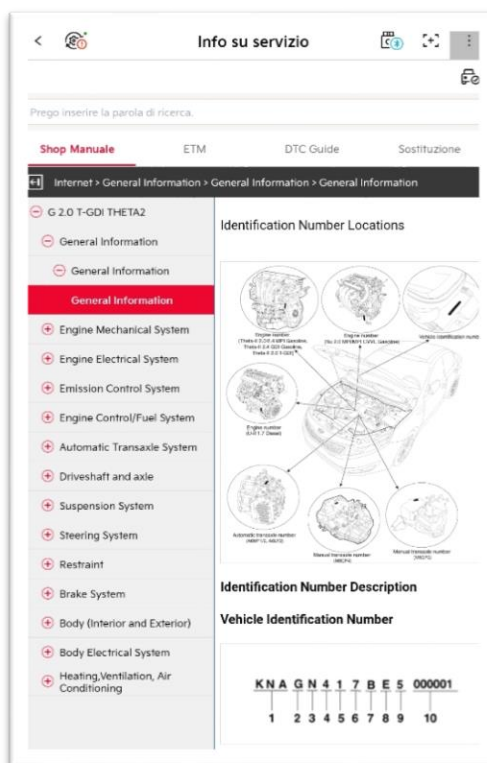 Info su servizio
Prego inserire la parola di ricerca.
Shop Manuale ETM DTC Guide Sostituzione
Internet > General Information > General Information > General Information
G 2.0 T-GDI THETA2
General Information
General Information
General Information
Engine Mechanical System
Engine Electrical System
Emission Control System
Engine Control/Fuel System
Automatic Transaxle System
Driveshaft and axle
Suspension System
Steering System
Restraint
Brake System
Body (Interior and Exterior)
Body Electrical System
Heating,Ventilation, Air
Conditioning
Identification Number Locations
Engine number
Engine number
Vehicle identification numb
Engine number
(U-II 1.7 Diesel)
Automatic transaxle number
Manual transaxle number
Manual transaxle number
Identification Number Description
Vehicle Identification Number
K N A G N 4 1 7 B E 5 000001
1 2 3 4 5 6 7 8 9 10